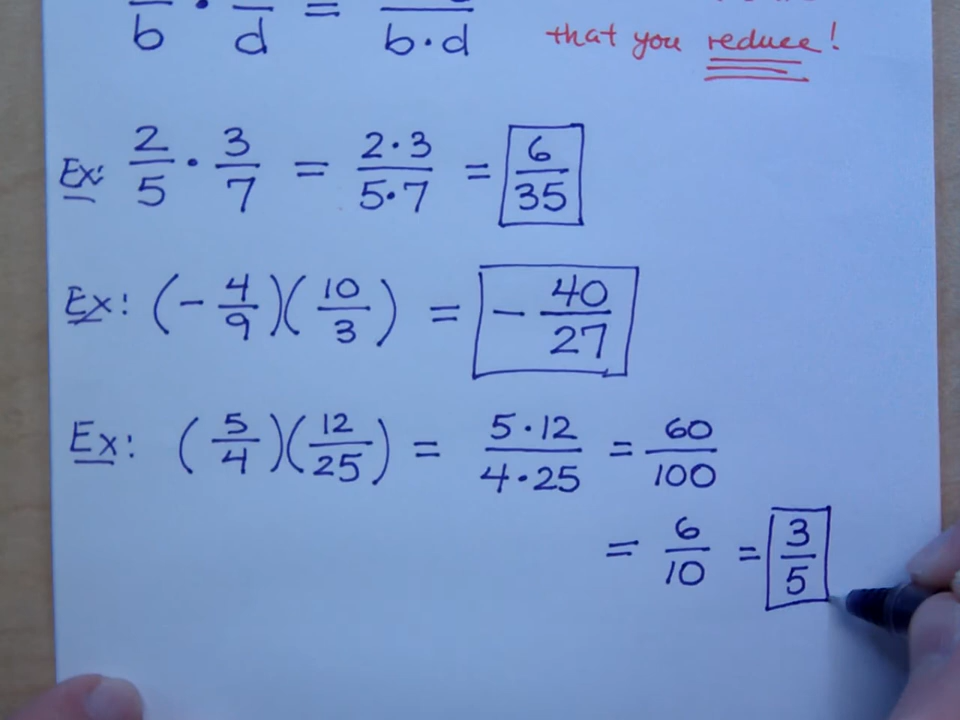 b · d = b·d
that you reduce!
Ex: 2/5 · 3/7 = 2·3/5·7 = 6/35
Ex: (- 4/9)(10/3) = - 40/27
Ex: (5/4)(12/25) = 5·12/4·25 = 60/100
= 6/10 = 3/5